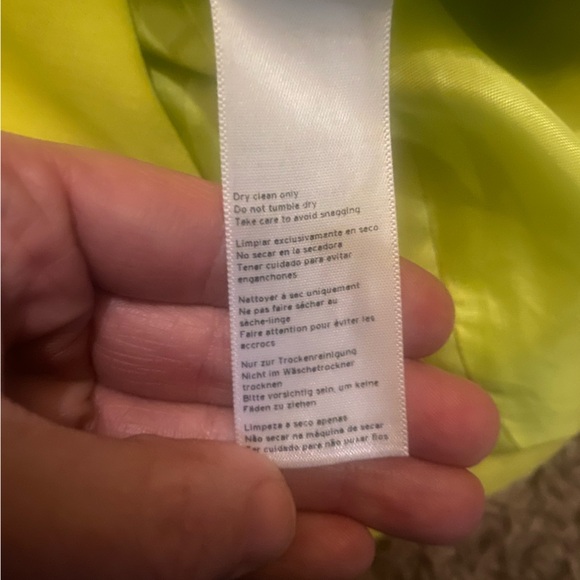 Dry clean only
Do not tumble dry
Take care to avoid snagging
Limpiar exclusivamente en seco
No secar en la secadora
Tener cuidado para evitar
enganchones
Nettoyer à sec uniquement
Ne pas faire sécher au
sèche-linge
Faire attention pour éviter les
accrocs
Nur zur Trockenreinigung
Nicht im Wäschetrockner
trocknen
Bitte vorsichtig sein, um keine
Fäden zu ziehen
Limpeza a seco apenas
Não secar na máquina de secar
Ter cuidado para não puxar fios